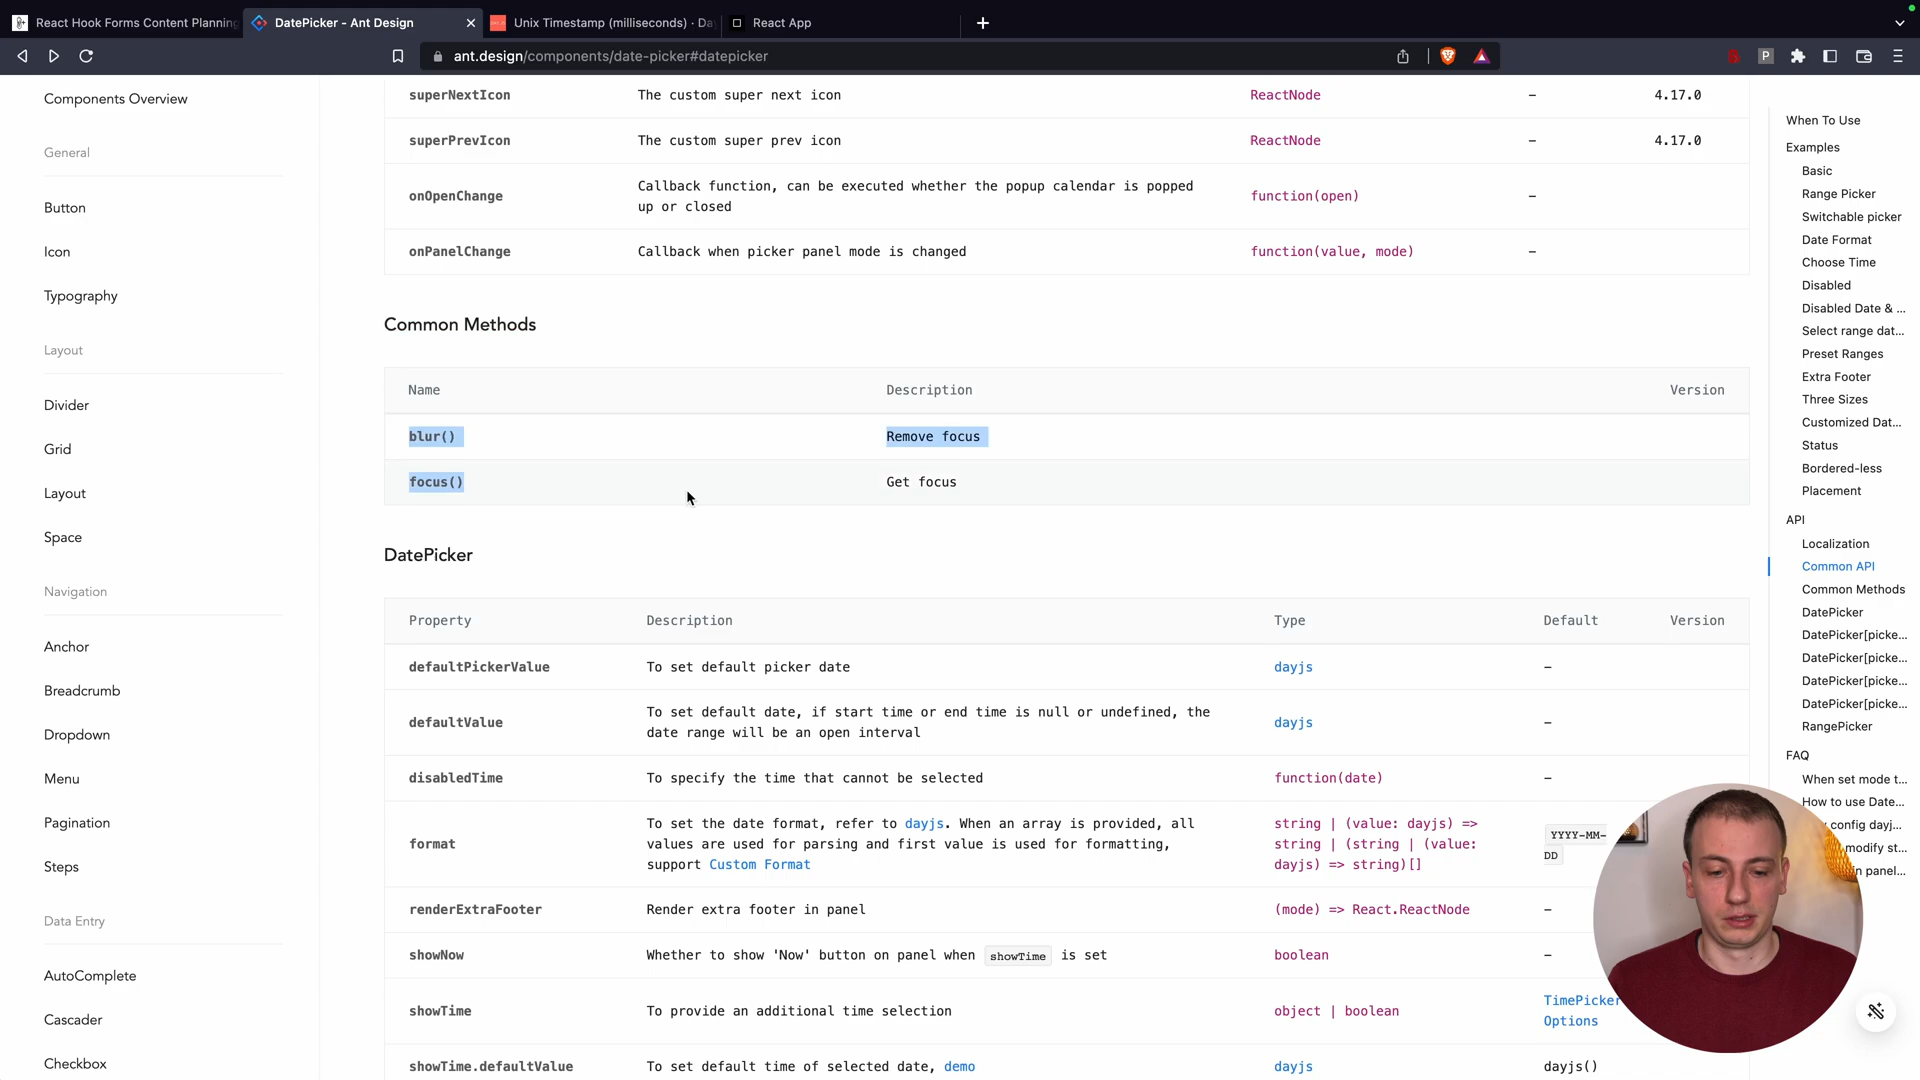 React Hook Forms Content Planning
DatePicker - Ant Design
Unix Timestamp (milliseconds) · Da
React App
ant.design/components/date-picker#datepicker
P
Components Overview
General
Button
Icon
Typography
Layout
Divider
Grid
Layout
Space
Navigation
Anchor
Breadcrumb
Dropdown
Menu
Pagination
Steps
Data Entry
AutoComplete
Cascader
Checkbox
superNextIcon The custom super next icon ReactNode – 4.17.0
superPrevIcon The custom super prev icon ReactNode – 4.17.0
onOpenChange Callback function, can be executed whether the popup calendar is popped up or closed function(open) –
onPanelChange Callback when picker panel mode is changed function(value, mode) –
Common Methods
Name Description Version
blur() Remove focus
focus() Get focus
DatePicker
Property Description Type Default Version
defaultPickerValue To set default picker date dayjs –
defaultValue To set default date, if start time or end time is null or undefined, the date range will be an open interval dayjs –
disabledTime To specify the time that cannot be selected function(date) –
format To set the date format, refer to dayjs. When an array is provided, all values are used for parsing and first value is used for formatting, support Custom Format string | (value: dayjs) => string | (string | (value: dayjs) => string)[] YYYY-MM-DD
renderExtraFooter Render extra footer in panel (mode) => React.ReactNode –
showNow Whether to show 'Now' button on panel when showTime is set boolean –
showTime To provide an additional time selection object | boolean TimePicker Options
showTime.defaultValue To set default time of selected date, demo dayjs dayjs()
When To Use
Examples
Basic
Range Picker
Switchable picker
Date Format
Choose Time
Disabled
Disabled Date & ...
Select range dat...
Preset Ranges
Extra Footer
Three Sizes
Customized Dat...
Status
Bordered-less
Placement
API
Localization
Common API
Common Methods
DatePicker
DatePicker[picke...
DatePicker[picke...
DatePicker[picke...
DatePicker[picke...
RangePicker
FAQ
When set mode t...
How to use Date...
config dayj...
modify st...
n panel...